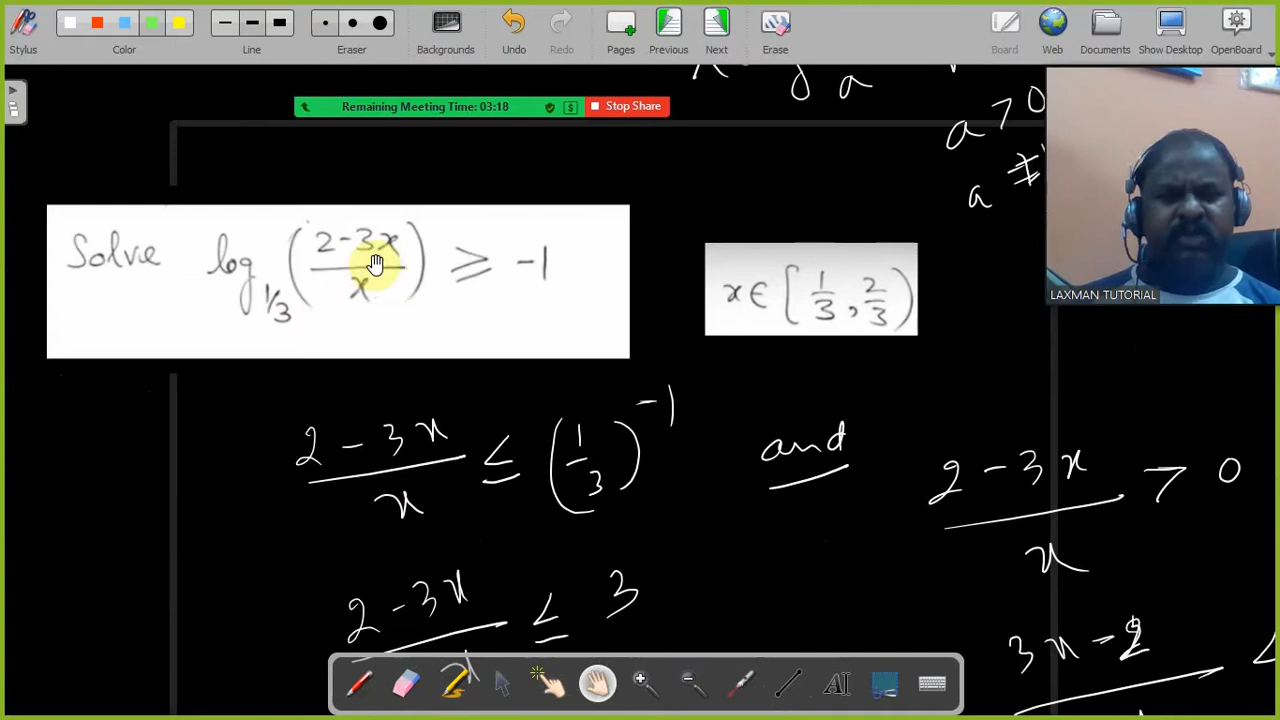 Stylus Color Line Eraser Backgrounds Undo Redo Pages Previous Next Erase Board Web Documents Show Desktop OpenBoard
Remaining Meeting Time: 03:18 $ Stop Share
a > 0
a ≠
LAXMAN TUTORIAL
Solve log_{1/3} ((2-3x)/x) ≥ -1
x ∈ [1/3, 2/3)
(2-3x)/x ≤ (1/3)^{-1} and (2-3x)/x > 0
(2-3x)/x ≤ 3
3x-2 <
AI